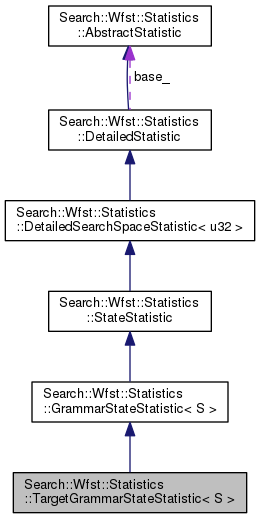 Search::Wfst::Statistics
::AbstractStatistic
base_
Search::Wfst::Statistics
::DetailedStatistic
Search::Wfst::Statistics
::DetailedSearchSpaceStatistic< u32 >
Search::Wfst::Statistics
::StateStatistic
Search::Wfst::Statistics
::GrammarStateStatistic< S >
Search::Wfst::Statistics
::TargetGrammarStateStatistic< S >